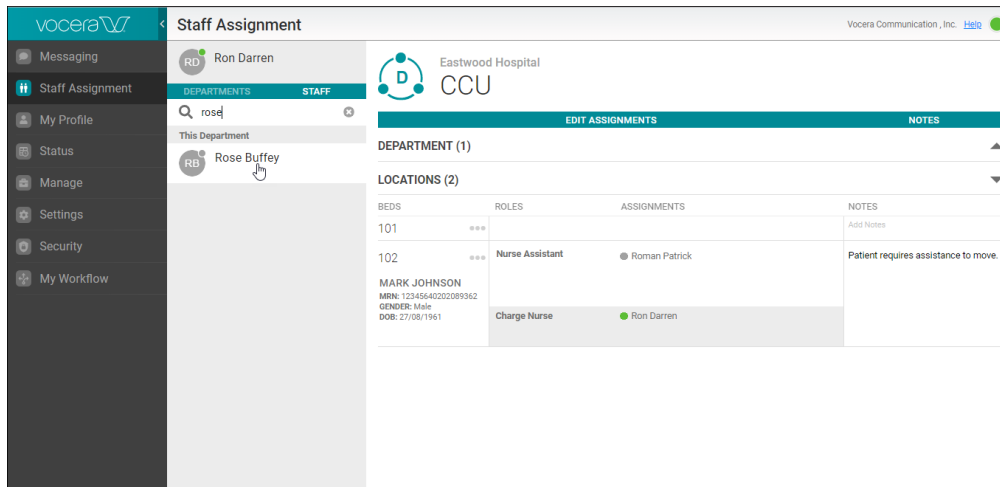 vocera
Staff Assignment
Vocera Communication , Inc. Help
Messaging
Staff Assignment
My Profile
Status
Manage
Settings
Security
My Workflow
RD Ron Darren
DEPARTMENTS STAFF
rose
This Department
RB Rose Buffey
D
Eastwood Hospital
CCU
EDIT ASSIGNMENTS NOTES
DEPARTMENT (1)
LOCATIONS (2)
BEDS ROLES ASSIGNMENTS NOTES
101 Add Notes
102 Nurse Assistant Roman Patrick Patient requires assistance to move.
MARK JOHNSON
MRN: 12345640202089362
GENDER: Male
DOB: 27/08/1961 Charge Nurse Ron Darren